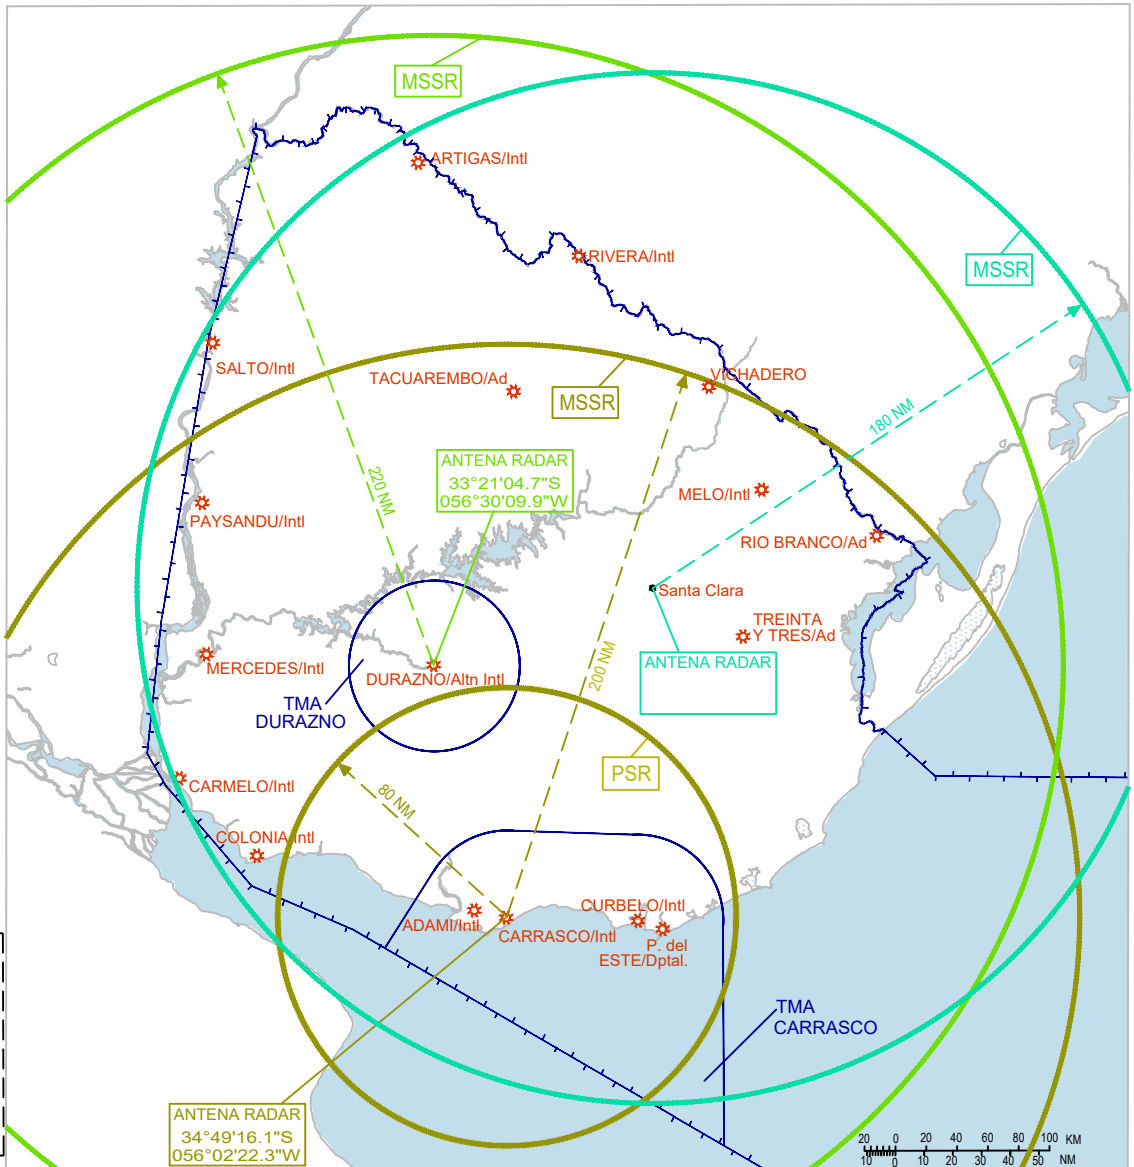 MSSR
ARTIGAS/Intl
RIVERA/Intl
MSSR
SALTO/Intl
TACUAREMBO/Ad
VICHADERO
MSSR
180 NM
ANTENA RADAR
33°21'04.7"S
056°30'09.9"W
220 NM
MELO/Intl
PAYSANDU/Intl
RIO BRANCO/Ad
Santa Clara
TREINTA
Y TRES/Ad
ANTENA RADAR
MERCEDES/Intl
DURAZNO/Altn Intl
200 NM
TMA
DURAZNO
PSR
CARMELO/Intl
80 NM
COLONIA/Intl
ADAMI/Intl
CARRASCO/Intl
CURBELO/Intl
P. del
ESTE/Dptal.
TMA
CARRASCO
ANTENA RADAR
34°49'16.1"S
056°02'22.3"W
20 0 20 40 60 80 100 KM
10 0 10 20 30 40 50 NM